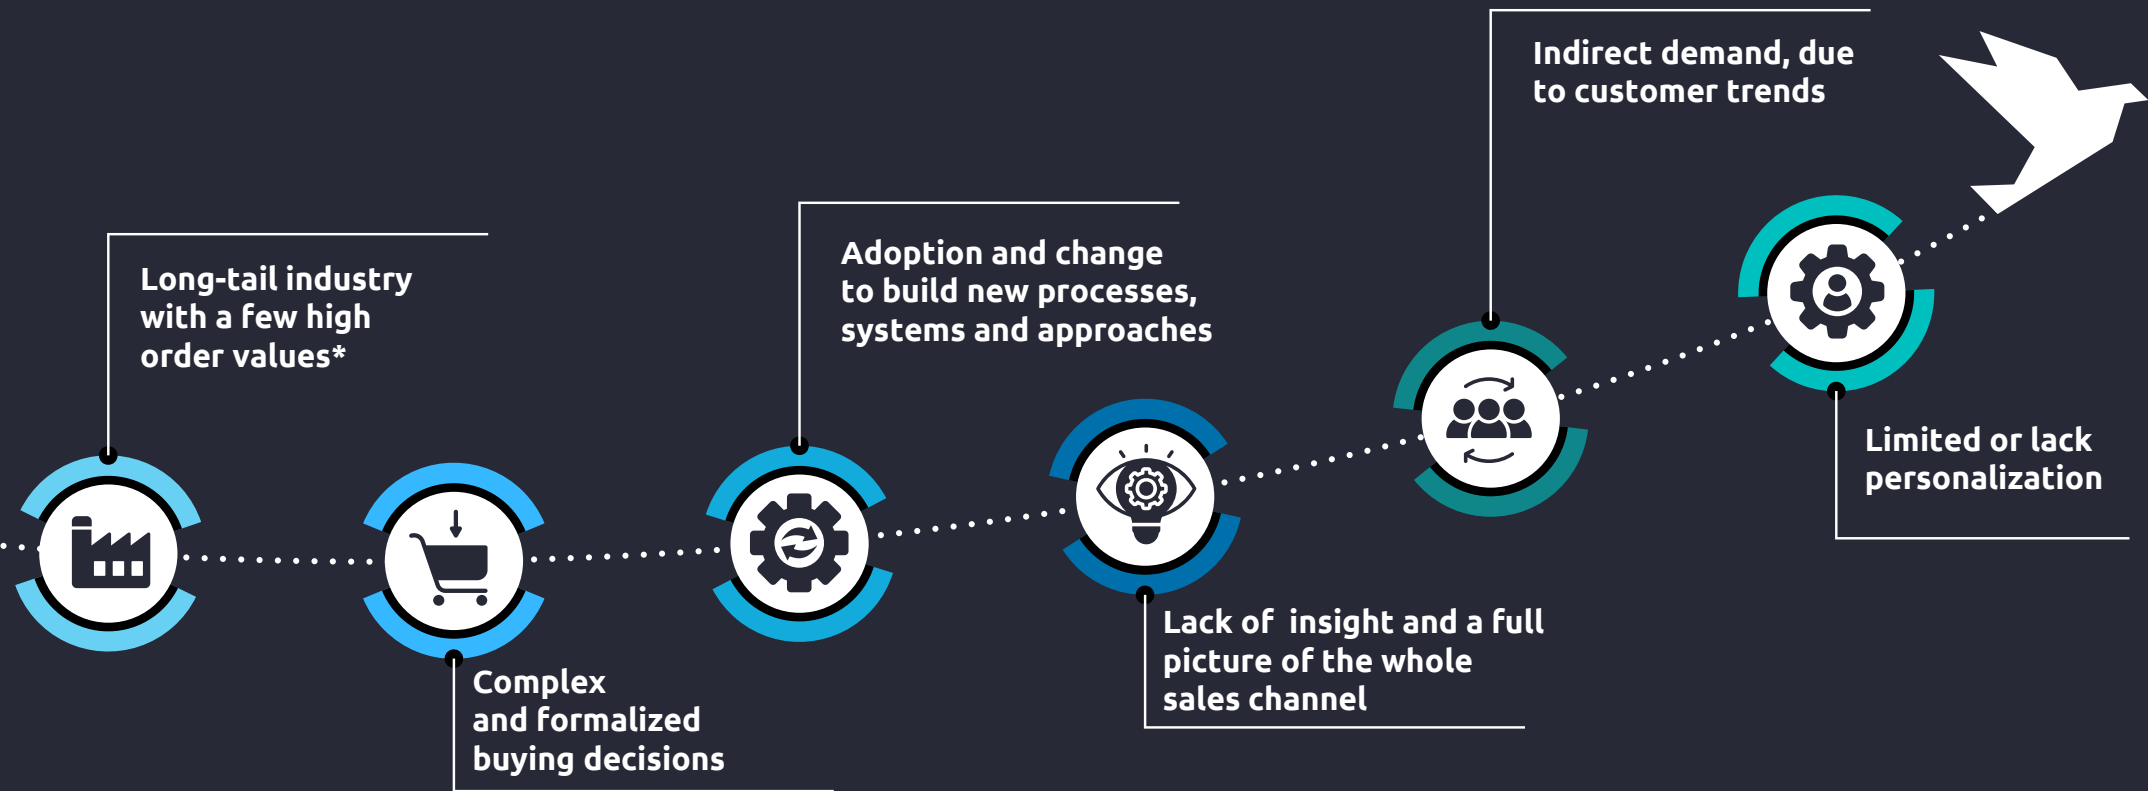 Long-tail industry
with a few high
order values*
Complex
and formalized
buying decisions
Adoption and change
to build new processes,
systems and approaches
Lack of  insight and a full
picture of the whole
sales channel
Indirect demand, due
to customer trends
Limited or lack
personalization